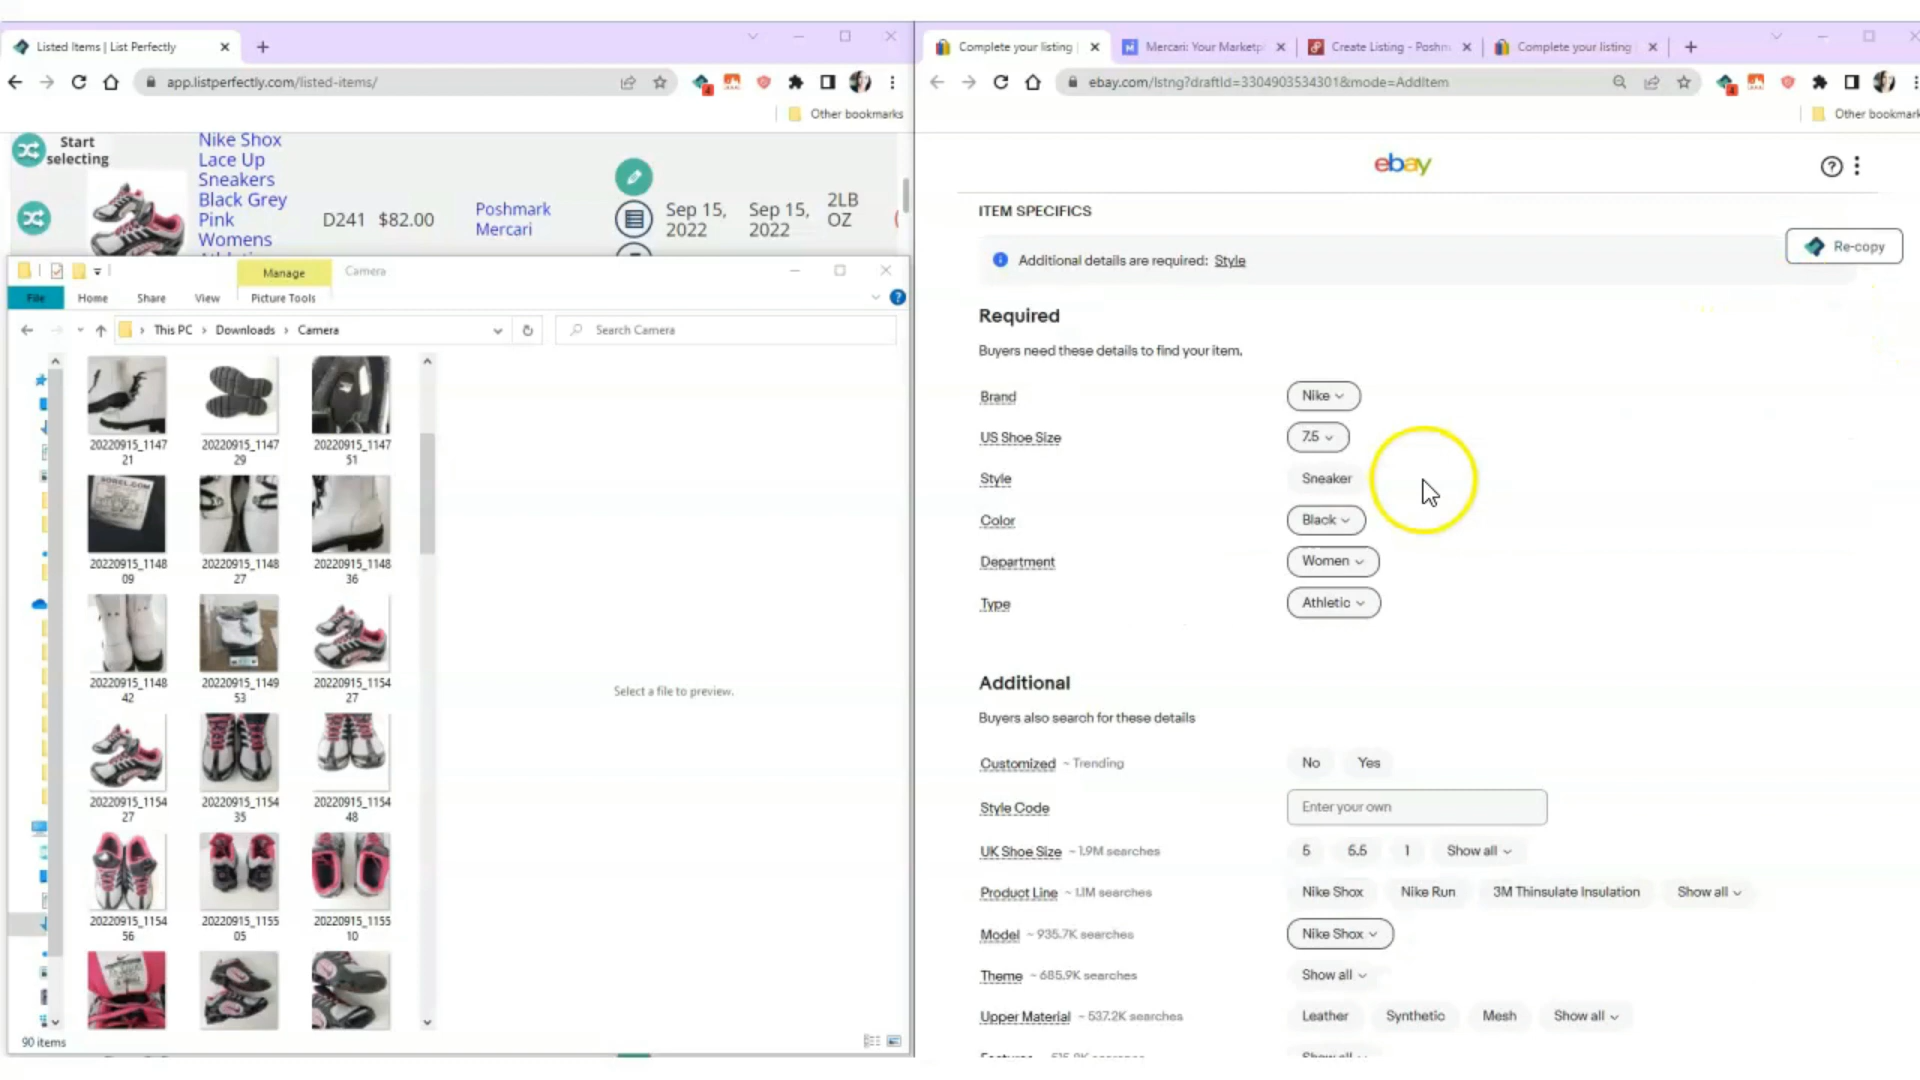 Listed Items | List Perfectly
app.listperfectly.com/listed-items/
4
Other bookmarks
Start
selecting
Nike Shox
Lace Up
Sneakers
Black Grey
Pink
Womens
D241
$82.00
Poshmark
Mercari
Sep 15,
2022
Sep 15,
2022
2LB
OZ
Manage
Camera
File
Home
Share
View
Picture Tools
This PC
Downloads
Camera
Search Camera
20220915_1147
21
20220915_1147
29
20220915_1147
51
20220915_1148
09
20220915_1148
27
20220915_1148
36
20220915_1148
42
20220915_1149
53
20220915_1154
27
20220915_1154
27
20220915_1154
35
20220915_1154
48
20220915_1154
56
20220915_1155
05
20220915_1155
10
Select a file to preview.
90 items
Complete your listing
Mercari: Your Marketp
Create Listing - Poshm
Complete your listing
ebay.com/lstng?draftId=3304903534301&mode=AddItem
4
Other bookmark
ebay
ITEM SPECIFICS
Re-copy
Additional details are required: Style
Required
Buyers need these details to find your item.
Brand
Nike
US Shoe Size
7.5
Style
Sneaker
Color
Black
Department
Women
Type
Athletic
Additional
Buyers also search for these details
Customized ~ Trending
No
Yes
Style Code
Enter your own
UK Shoe Size ~ 1.9M searches
5
5.5
1
Show all
Product Line ~ 1.1M searches
Nike Shox
Nike Run
3M Thinsulate Insulation
Show all
Model ~ 935.7K searches
Nike Shox
Theme ~ 685.9K searches
Show all
Upper Material ~ 537.2K searches
Leather
Synthetic
Mesh
Show all